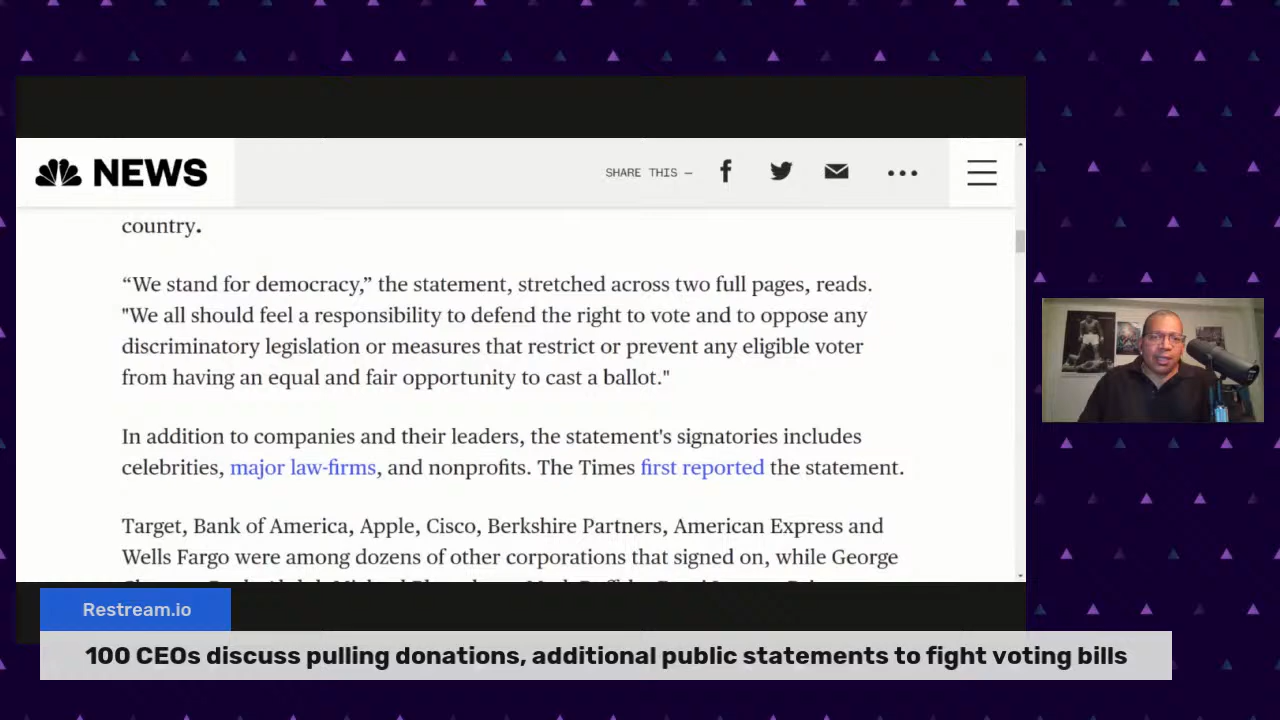 NEWS
SHARE THIS —
country.
“We stand for democracy,” the statement, stretched across two full pages, reads.
"We all should feel a responsibility to defend the right to vote and to oppose any
discriminatory legislation or measures that restrict or prevent any eligible voter
from having an equal and fair opportunity to cast a ballot."
In addition to companies and their leaders, the statement's signatories includes
celebrities, major law-firms, and nonprofits. The Times first reported the statement.
Target, Bank of America, Apple, Cisco, Berkshire Partners, American Express and
Wells Fargo were among dozens of other corporations that signed on, while George
Restream.io
100 CEOs discuss pulling donations, additional public statements to fight voting bills